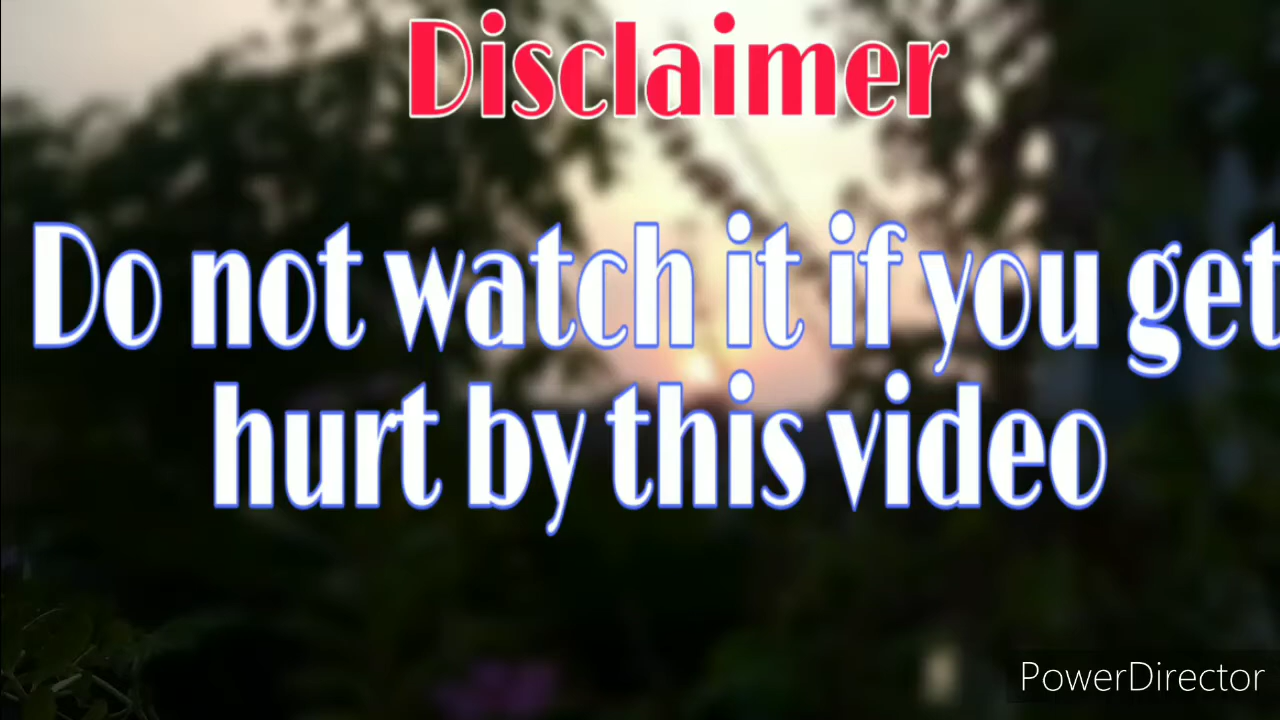 Disclaimer
Do not watch it if you get
hurt by this video
PowerDirector